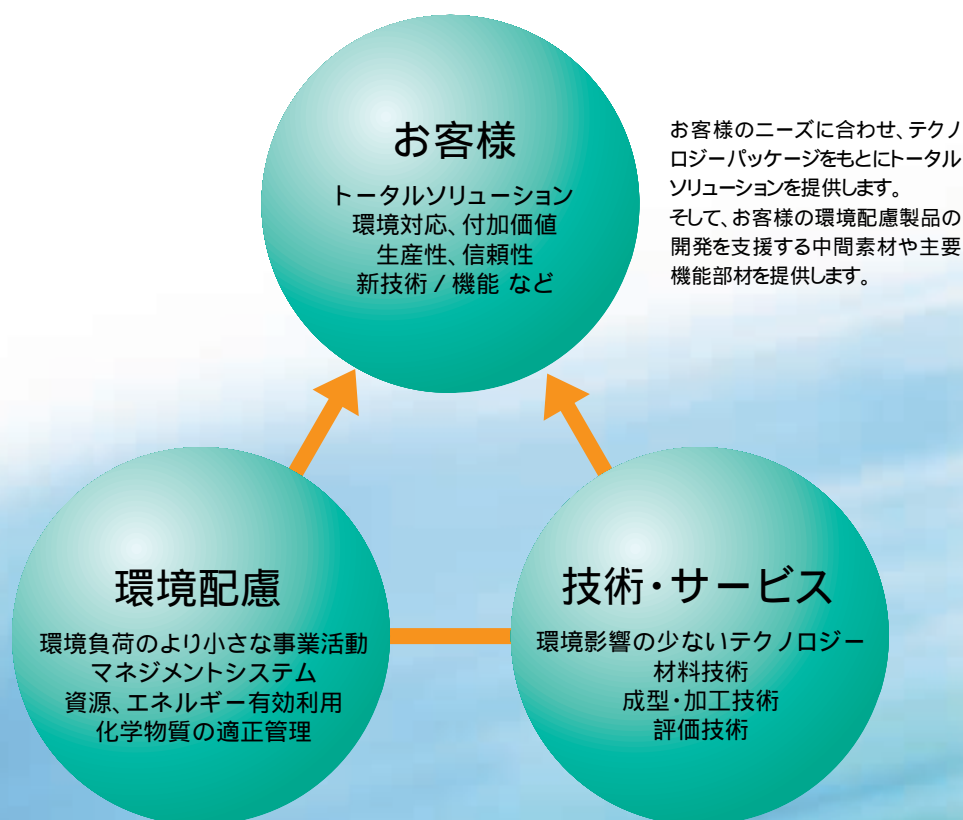 お客様
トータルソリューション
環境対応、付加価値
生産性、信頼性
新技術 / 機能 など
お客様のニーズに合わせ、テクノ
ロジーパッケージをもとにトータル
ソリューションを提供します。
そして、お客様の環境配慮製品の
開発を支援する中間素材や主要
機能部材を提供します。
環境配慮
環境負荷のより小さな事業活動
マネジメントシステム
資源、エネルギー有効利用
化学物質の適正管理
技術・サービス
環境影響の少ないテクノロジー
材料技術
成型・加工技術
評価技術